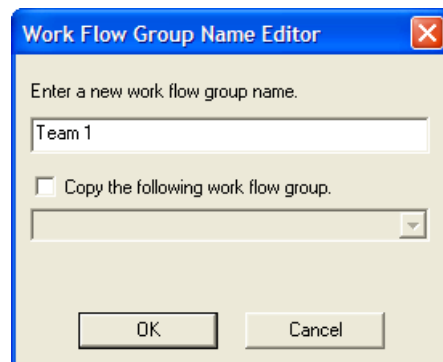 Work Flow Group Name Editor
Enter a new work flow group name.
Team 1
Copy the following work flow group.
OK Cancel